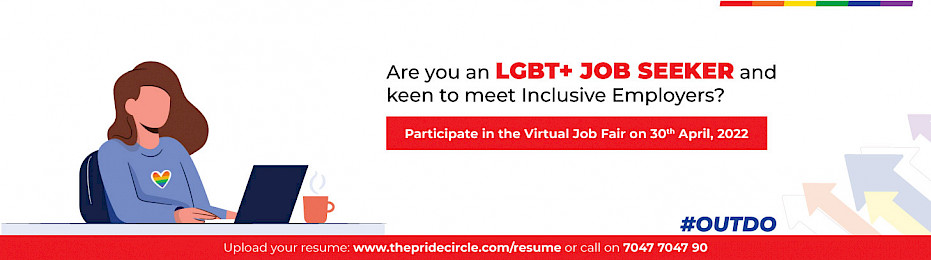 Are you an LGBT+ JOB SEEKER and
keen to meet Inclusive Employers?
Participate in the Virtual Job Fair on 30th April, 2022
#OUTDO
Upload your resume: www.thepridecircle.com/resume or call on 7047 7047 90